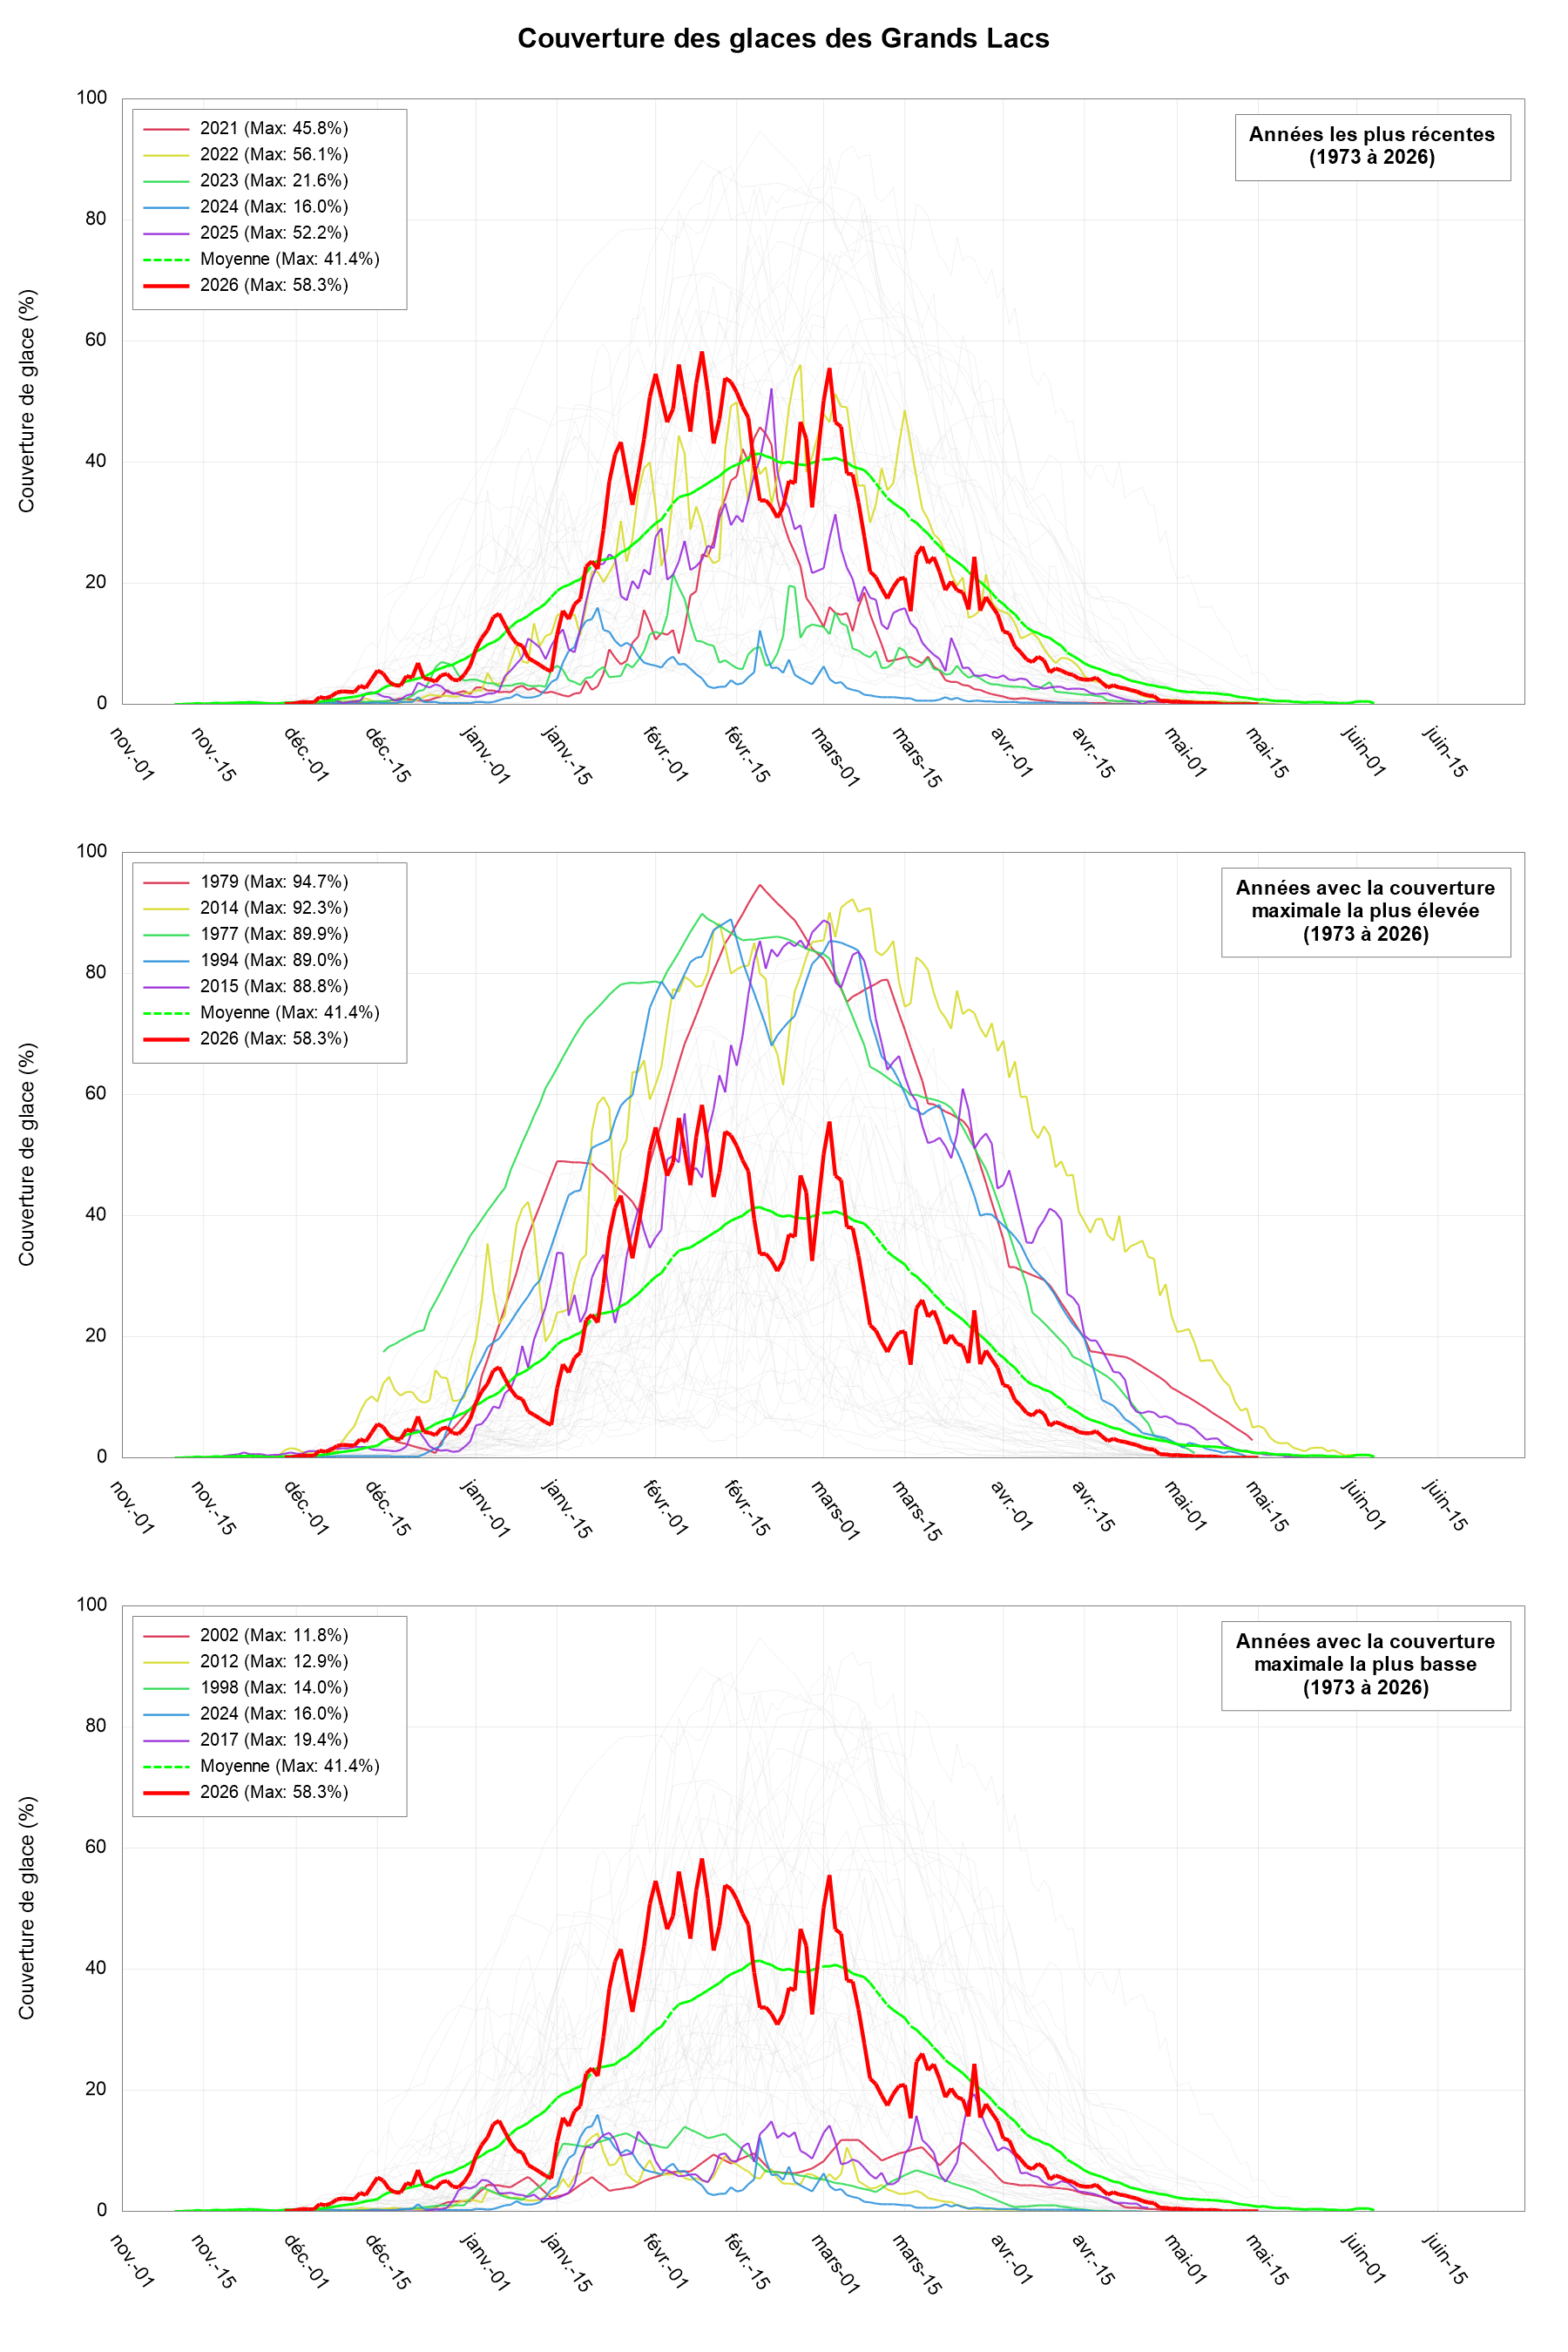 Couverture des glaces des Grands Lacs
Couverture de glace (%)
100
80
60
40
20
0
2021 (Max: 45.8%)
2022 (Max: 56.1%)
2023 (Max: 21.6%)
2024 (Max: 16.0%)
2025 (Max: 52.2%)
Moyenne (Max: 41.4%)
2026 (Max: 58.3%)
Années les plus récentes
(1973 à 2026)
nov.-01
nov.-15
déc.-01
déc.-15
janv.-01
janv.-15
févr.-01
févr.-15
mars-01
mars-15
avr.-01
avr.-15
mai-01
mai-15
juin-01
juin-15
Couverture de glace (%)
100
80
60
40
20
0
1979 (Max: 94.7%)
2014 (Max: 92.3%)
1977 (Max: 89.9%)
1994 (Max: 89.0%)
2015 (Max: 88.8%)
Moyenne (Max: 41.4%)
2026 (Max: 58.3%)
Années avec la couverture
maximale la plus élevée
(1973 à 2026)
nov.-01
nov.-15
déc.-01
déc.-15
janv.-01
janv.-15
févr.-01
févr.-15
mars-01
mars-15
avr.-01
avr.-15
mai-01
mai-15
juin-01
juin-15
Couverture de glace (%)
100
80
60
40
20
0
2002 (Max: 11.8%)
2012 (Max: 12.9%)
1998 (Max: 14.0%)
2024 (Max: 16.0%)
2017 (Max: 19.4%)
Moyenne (Max: 41.4%)
2026 (Max: 58.3%)
Années avec la couverture
maximale la plus basse
(1973 à 2026)
nov.-01
nov.-15
déc.-01
déc.-15
janv.-01
janv.-15
févr.-01
févr.-15
mars-01
mars-15
avr.-01
avr.-15
mai-01
mai-15
juin-01
juin-15